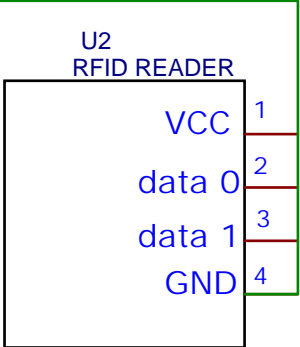 U2
RFID READER
VCC 1
data 0 2
data 1 3
GND 4